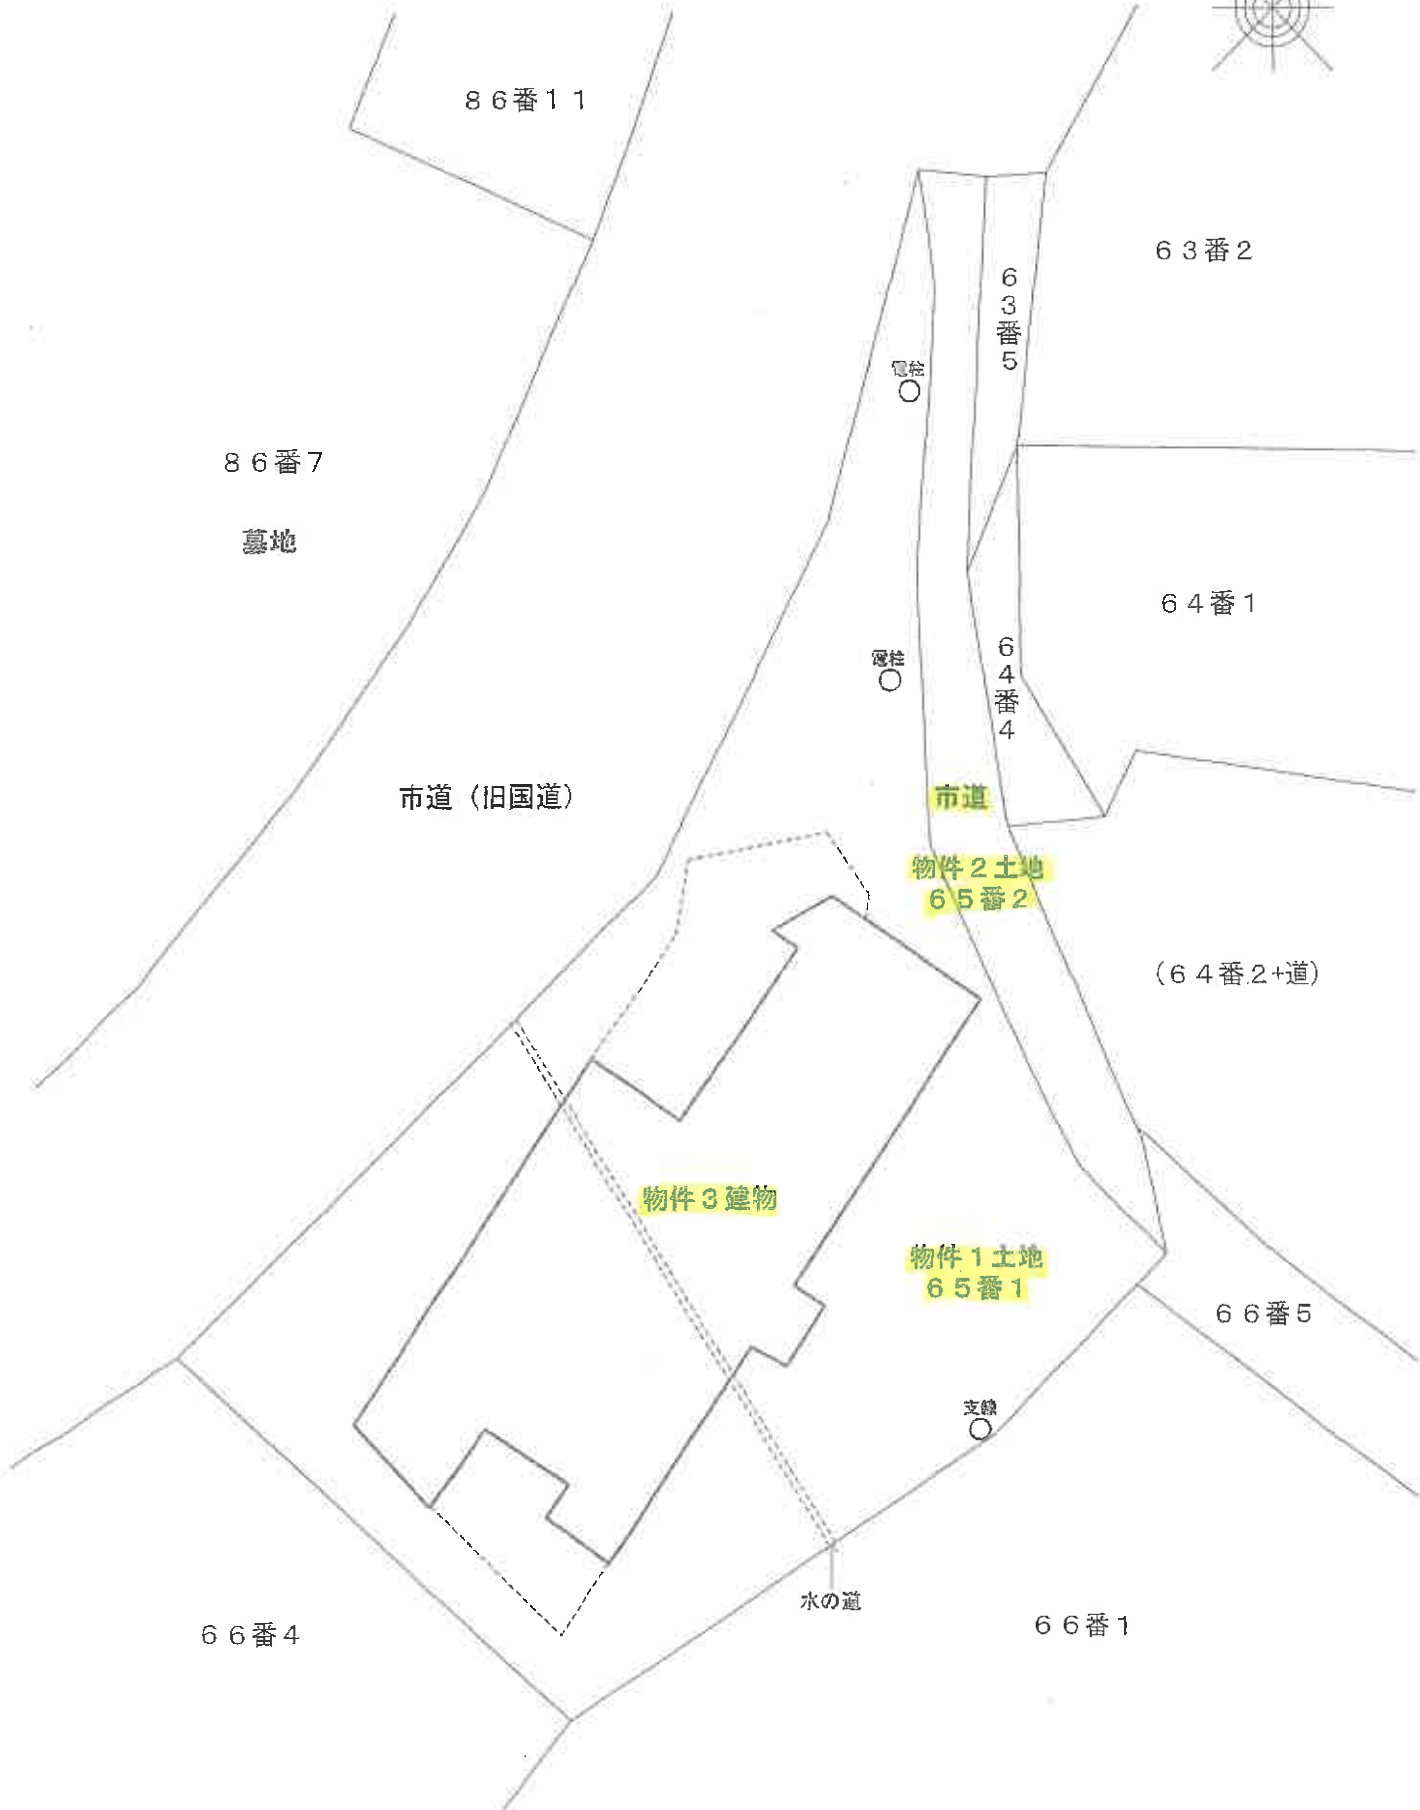 ８６番１１
６３番２
６３番５
電柱
８６番７
墓地
６４番１
電柱
６４番４
市道（旧国道）
市道
物件２土地
６５番２
（６４番２+道）
物件３建物
物件１土地
６５番１
６６番５
支線
水の道
６６番４
６６番１